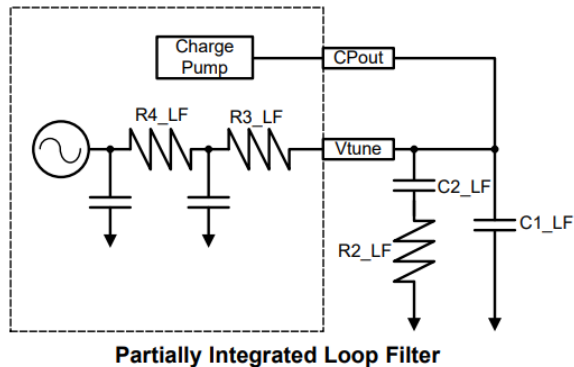 Charge
Pump
CPout
R4_LF
R3_LF
Vtune
C2_LF
R2_LF
C1_LF
Partially Integrated Loop Filter